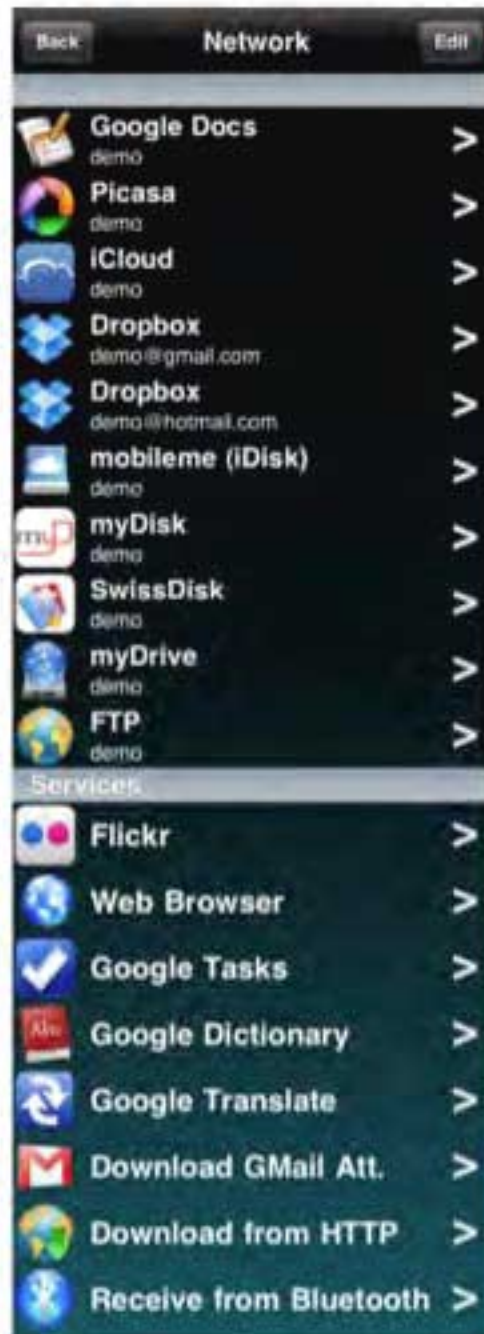 Back Network Edit
Google Docs >
demo
Picasa >
demo
iCloud >
demo
Dropbox >
demo@gmail.com
Dropbox >
demo@hotmail.com
mobileme (iDisk) >
demo
myDisk >
demo
SwissDisk >
demo
myDrive >
demo
FTP >
demo
Services
Flickr >
Web Browser >
Google Tasks >
Google Dictionary >
Google Translate >
Download GMail Att. >
Download from HTTP >
Receive from Bluetooth >